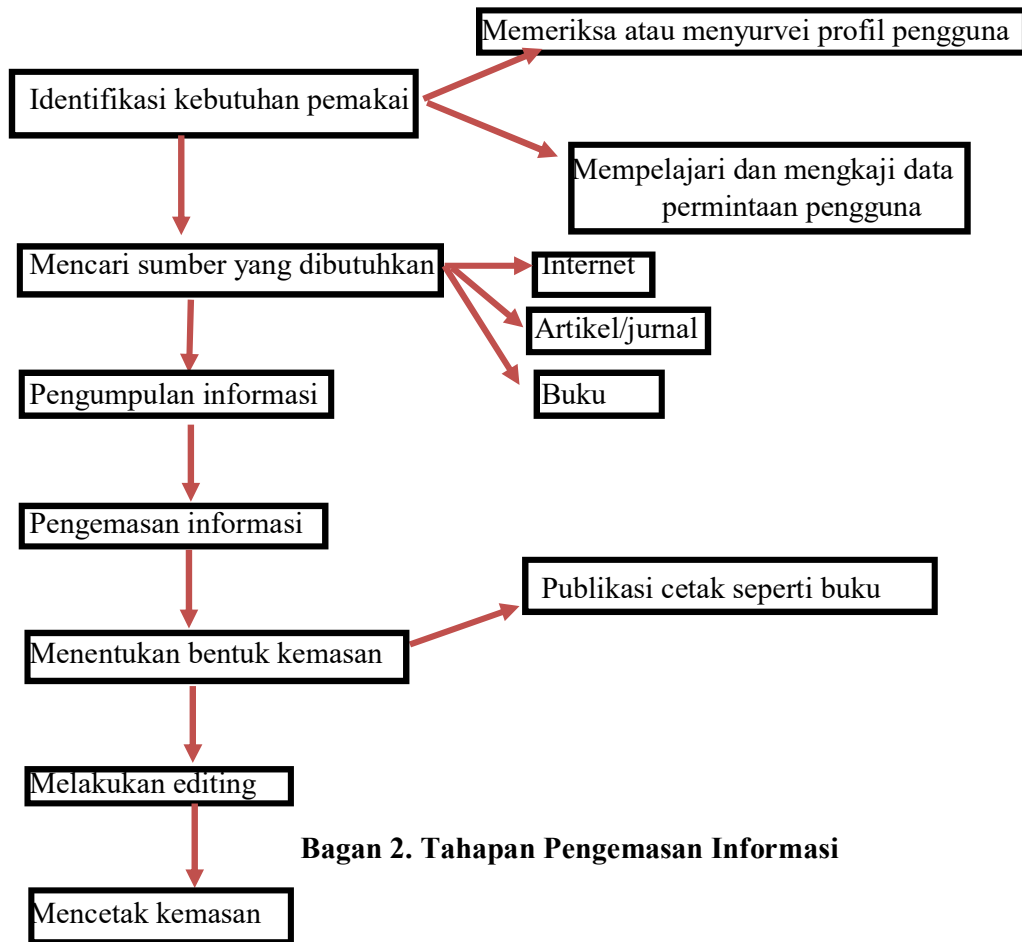 Memeriksa atau menyurvei profil pengguna
Identifikasi kebutuhan pemakai
Mempelajari dan mengkaji data
permintaan pengguna
Mencari sumber yang dibutuhkan
Internet
Artikel/jurnal
Pengumpulan informasi
Buku
Pengemasan informasi
Publikasi cetak seperti buku
Menentukan bentuk kemasan
Melakukan editing
Bagan 2. Tahapan Pengemasan Informasi
Mencetak kemasan